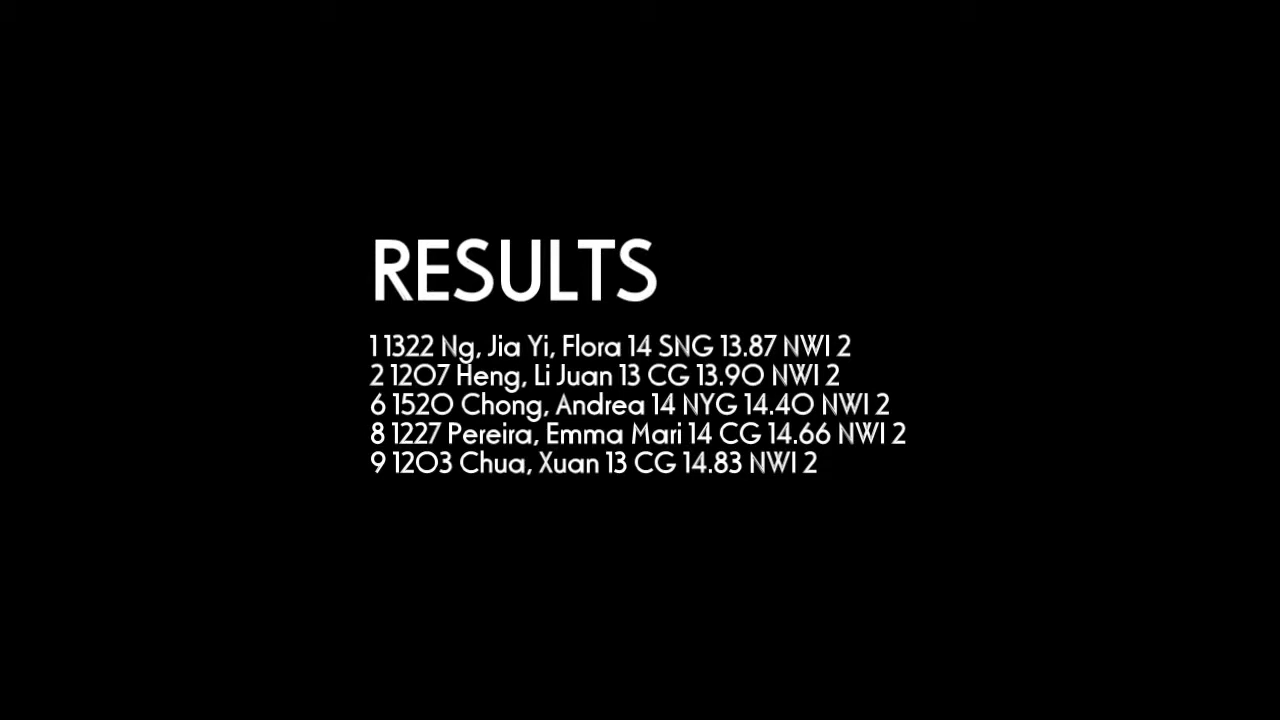 RESULTS
1 1322 Ng, Jia Yi, Flora 14 SNG 13.87 NWI 2
2 1207 Heng, Li Juan 13 CG 13.90 NWI 2
6 1520 Chong, Andrea 14 NYG 14.40 NWI 2
8 1227 Pereira, Emma Mari 14 CG 14.66 NWI 2
9 1203 Chua, Xuan 13 CG 14.83 NWI 2